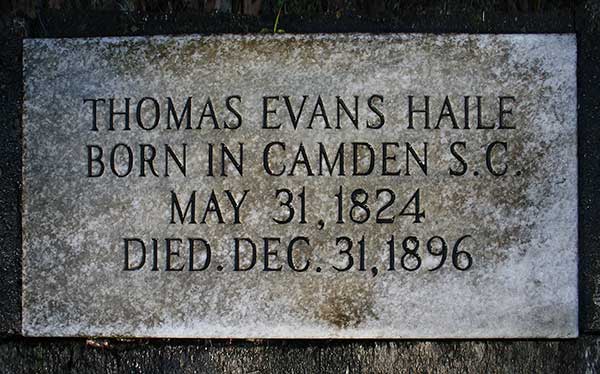 THOMAS EVANS HAILE
BORN IN CAMDEN S.C.
MAY 31, 1824
DIED. DEC. 31, 1896